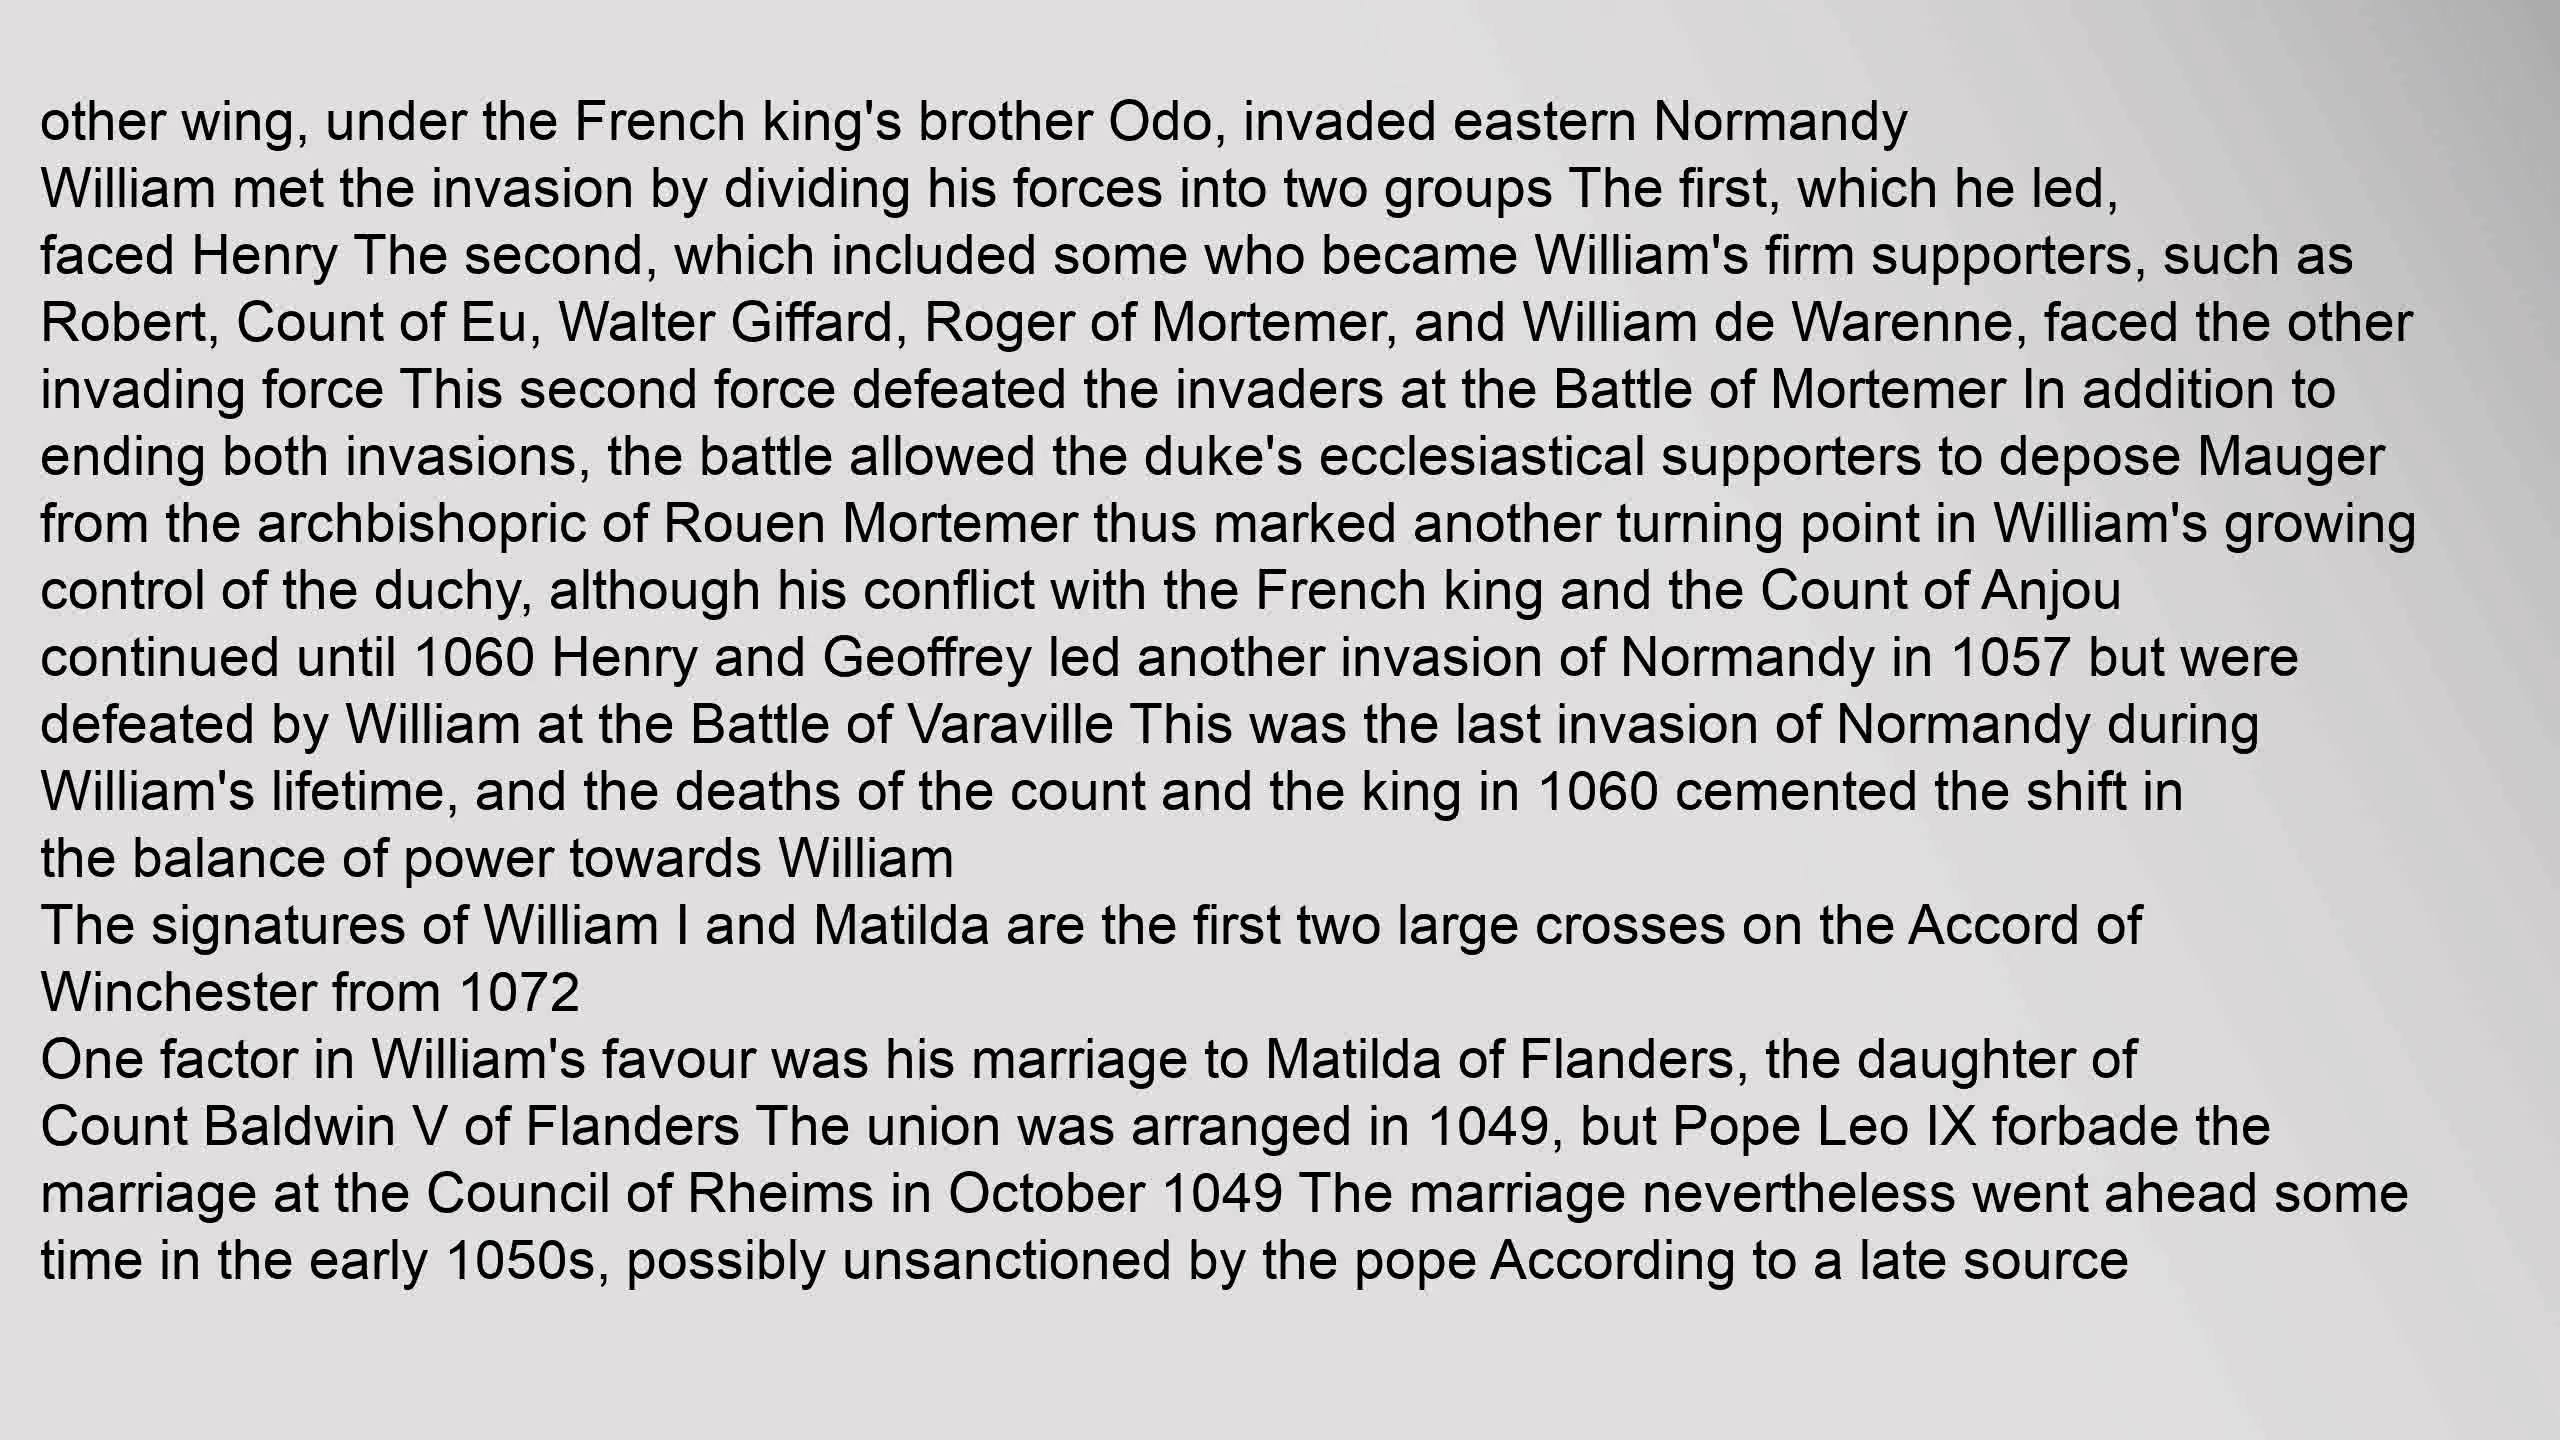 other wing, under the French king's brother Odo, invaded eastern Normandy
William met the invasion by dividing his forces into two groups The first, which he led,
faced Henry The second, which included some who became William's firm supporters, such as
Robert, Count of Eu, Walter Giffard, Roger of Mortemer, and William de Warenne, faced the other
invading force This second force defeated the invaders at the Battle of Mortemer In addition to
ending both invasions, the battle allowed the duke's ecclesiastical supporters to depose Mauger
from the archbishopric of Rouen Mortemer thus marked another turning point in William's growing
control of the duchy, although his conflict with the French king and the Count of Anjou
continued until 1060 Henry and Geoffrey led another invasion of Normandy in 1057 but were
defeated by William at the Battle of Varaville This was the last invasion of Normandy during
William's lifetime, and the deaths of the count and the king in 1060 cemented the shift in
the balance of power towards William
The signatures of William I and Matilda are the first two large crosses on the Accord of
Winchester from 1072
One factor in William's favour was his marriage to Matilda of Flanders, the daughter of
Count Baldwin V of Flanders The union was arranged in 1049, but Pope Leo IX forbade the
marriage at the Council of Rheims in October 1049 The marriage nevertheless went ahead some
time in the early 1050s, possibly unsanctioned by the pope According to a late source